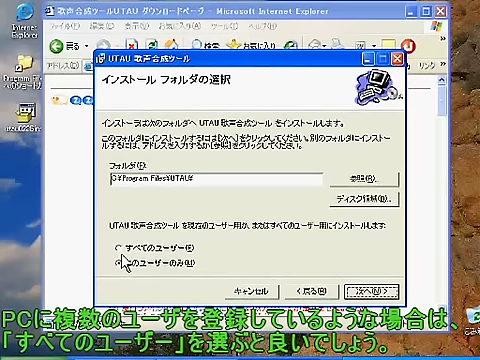 歌声合成ツールUTAU ダウンロードページ - Microsoft Internet Explorer
戻る
検索
お気に入り
UTAU 歌声合成ツール
インストール フォルダの選択
インストーラは次のフォルダへ UTAU 歌声合成ツール をインストールします。
このフォルダにインストールするには[次へ]をクリックしてください。別のフォルダにインストー
ルするには、アドレスを入力するか[参照]をクリックしてください。
フォルダ(F):
C:¥Program Files¥UTAU¥
参照(R)...
ディスク領域(D)...
UTAU 歌声合成ツール を現在のユーザー用か、またはすべてのユーザー用にインストールします:
すべてのユーザー(E)
このユーザーのみ(M)
キャンセル
< 戻る(B)
次へ(N) >
PCに複数のユーザを登録しているような場合は、
「すべてのユーザー」を選ぶと良いでしょう。